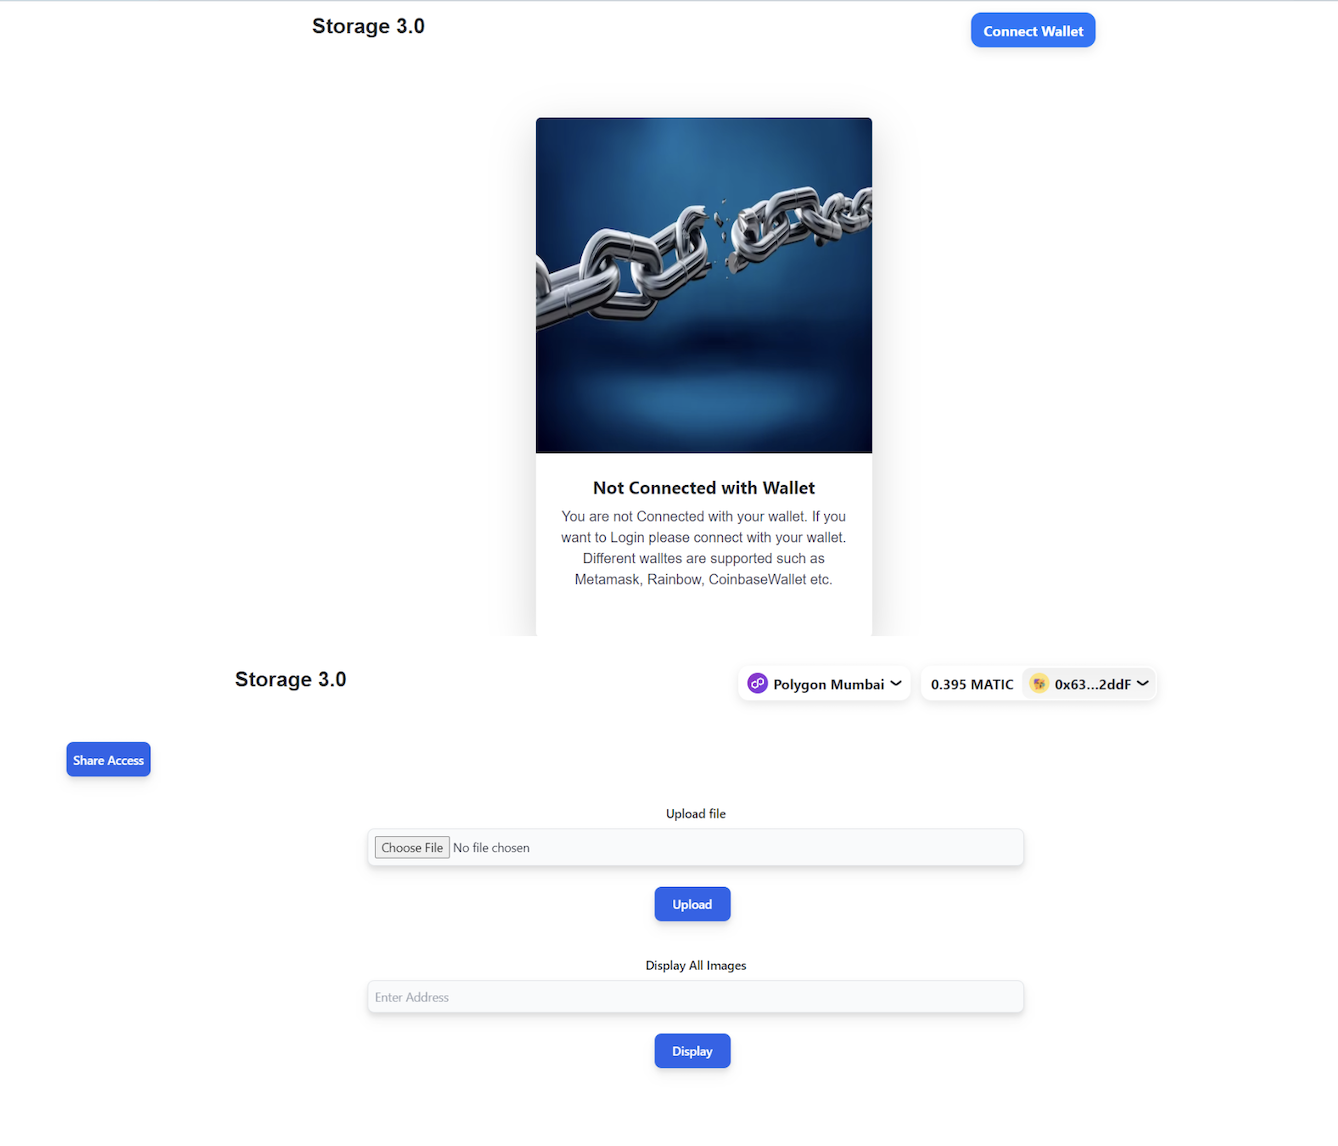 Storage 3.0
Connect Wallet
Not Connected with Wallet
You are not Connected with your wallet. If you
want to Login please connect with your wallet.
Different walltes are supported such as
Metamask, Rainbow, CoinbaseWallet etc.
Storage 3.0
Polygon Mumbai
0.395 MATIC
0x63...2ddF
Share Access
Upload file
Choose File No file chosen
Upload
Display All Images
Enter Address
Display